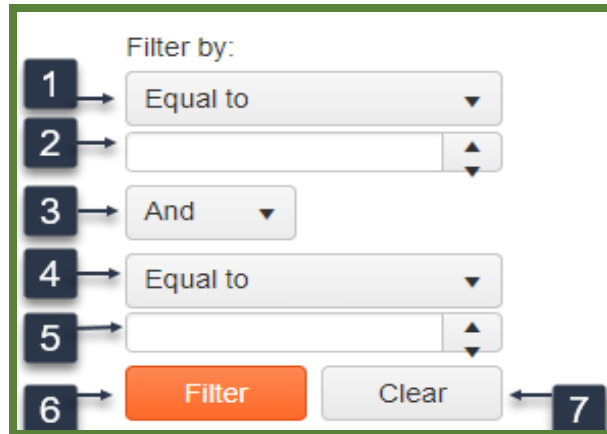 Filter by:
1 Equal to
2
3 And
4 Equal to
5
6 Filter Clear 7